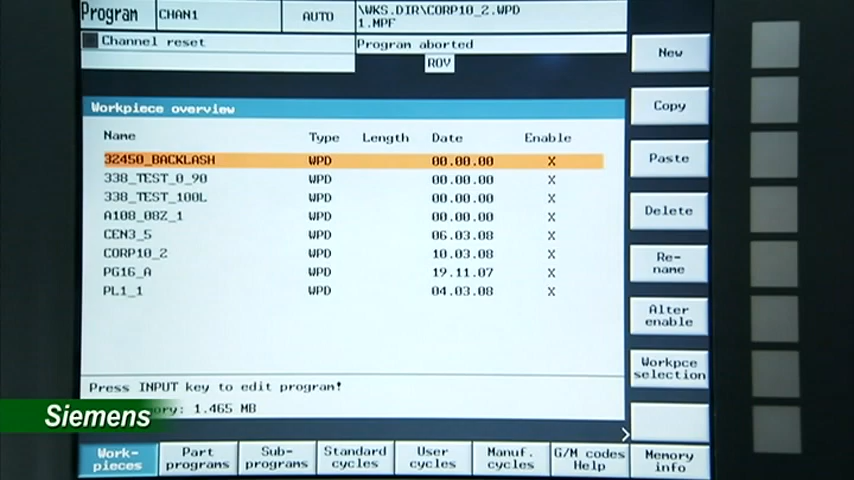 Program CHAN1 AUTO \WKS.DIR\CORP10_2.WPD
1.MPF
Channel reset Program aborted
ROV
New
Workpiece overview
Copy
Name Type Length Date Enable
32450_BACKLASH WPD 00.00.00 X
Paste
338_TEST_0_90 WPD 00.00.00 X
338_TEST_100L WPD 00.00.00 X
Delete
A108_08Z_1 WPD 00.00.00 X
CEN3_5 WPD 06.03.08 X
CORP10_2 WPD 10.03.08 X
Re-
name
PG16_A WPD 19.11.07 X
PL1_1 WPD 04.03.08 X
Alter
enable
Workpce
selection
Press INPUT key to edit program!
Siemens
1.465 MB
Work-
pieces
Part
programs
Sub-
programs
Standard
cycles
User
cycles
Manuf.
cycles
G/M codes
Help
Memory
info